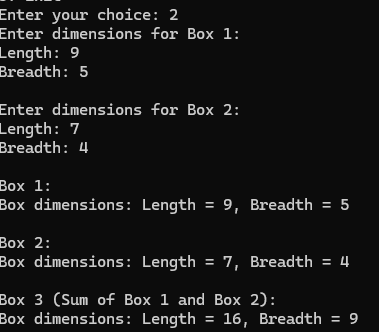 Enter your choice: 2
Enter dimensions for Box 1:
Length: 9
Breadth: 5
Enter dimensions for Box 2:
Length: 7
Breadth: 4
Box 1:
Box dimensions: Length = 9, Breadth = 5
Box 2:
Box dimensions: Length = 7, Breadth = 4
Box 3 (Sum of Box 1 and Box 2):
Box dimensions: Length = 16, Breadth = 9